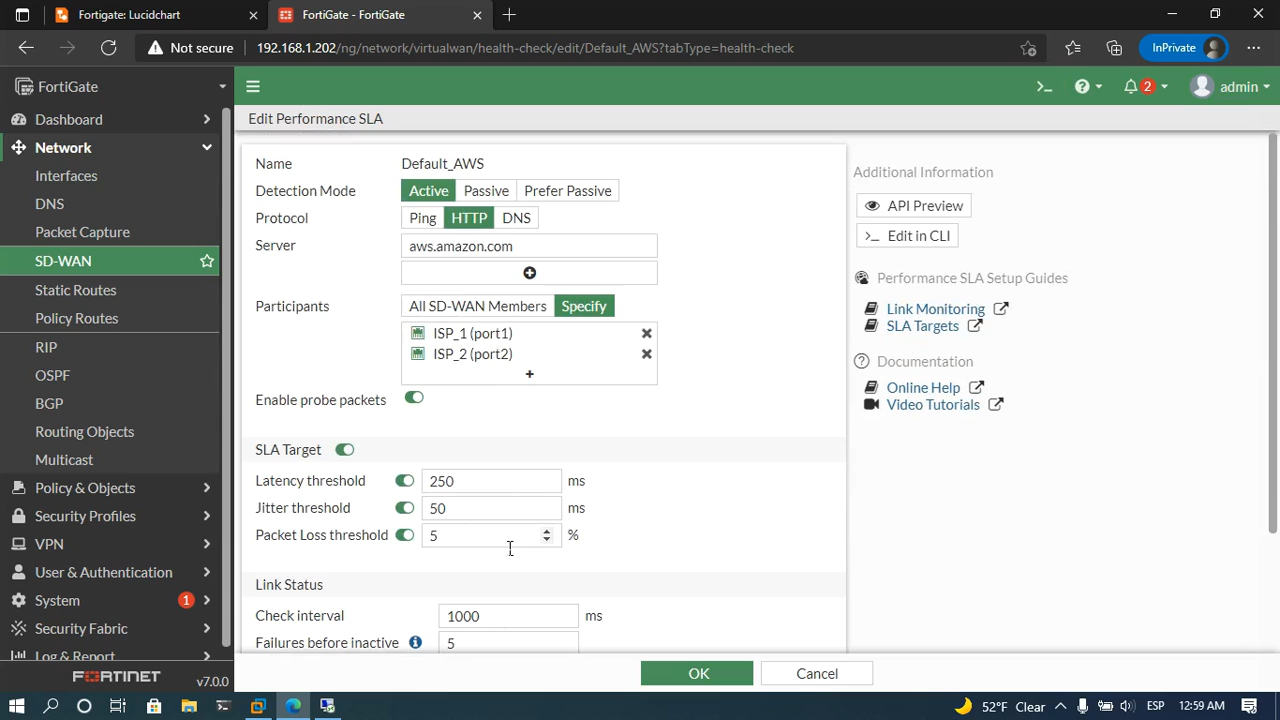 Fortigate: Lucidchart
FortiGate - FortiGate
Not secure
192.168.1.202/ng/network/virtualwan/health-check/edit/Default_AWS?tabType=health-check
InPrivate
FortiGate
2
admin
Edit Performance SLA
Dashboard
Network
Interfaces
DNS
Packet Capture
SD-WAN
Static Routes
Policy Routes
RIP
OSPF
BGP
Routing Objects
Multicast
Policy & Objects
Security Profiles
VPN
User & Authentication
System 1
Security Fabric
Log & Report
FORTINET v7.0.0
Name Default_AWS
Detection Mode Active Passive Prefer Passive
Protocol Ping HTTP DNS
Server aws.amazon.com
Participants All SD-WAN Members Specify
ISP_1 (port1)
ISP_2 (port2)
Enable probe packets
SLA Target
Latency threshold 250 ms
Jitter threshold 50 ms
Packet Loss threshold 5 %
Link Status
Check interval 1000 ms
Failures before inactive 5
OK Cancel
Additional Information
API Preview
>_ Edit in CLI
Performance SLA Setup Guides
Link Monitoring
SLA Targets
Documentation
Online Help
Video Tutorials
52°F Clear ESP 12:59 AM